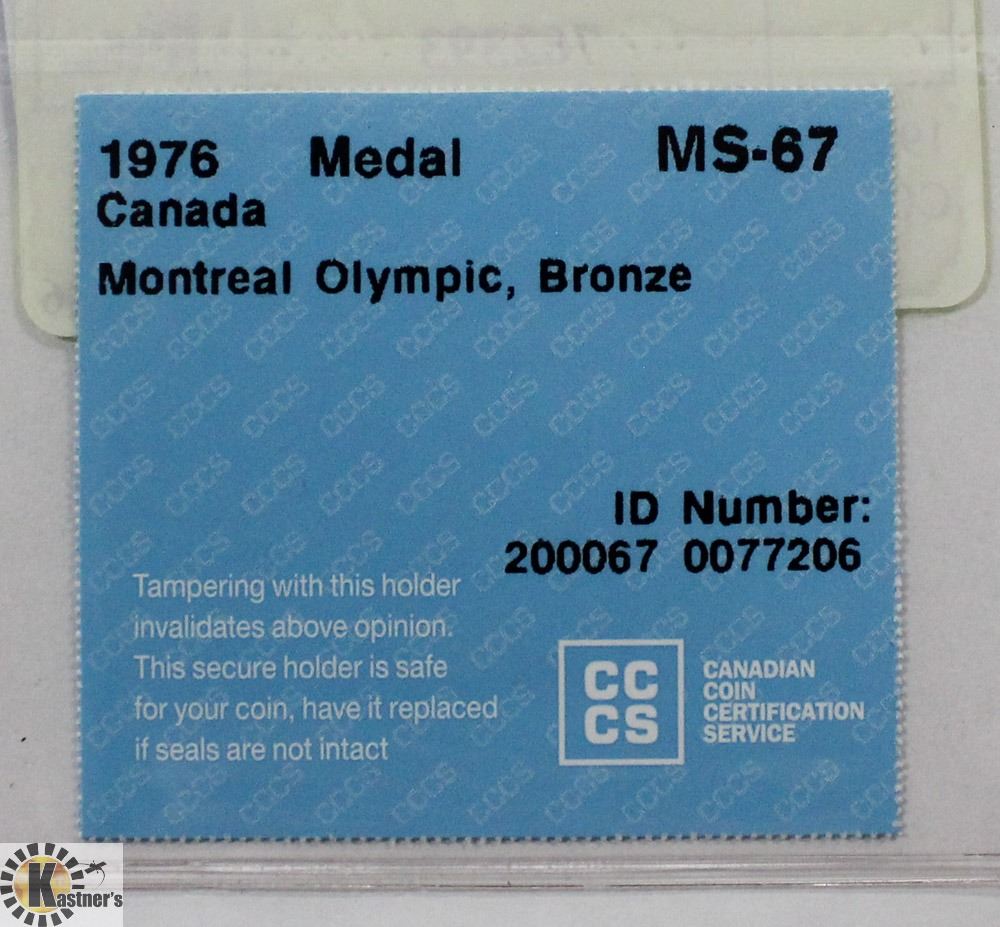 1976 Medal MS-67
Canada
Montreal Olympic, Bronze
ID Number:
200067 0077206
Tampering with this holder
invalidates above opinion.
This secure holder is safe
for your coin, have it replaced
if seals are not intact
CC
CS
CANADIAN
COIN
CERTIFICATION
SERVICE
Kastner's